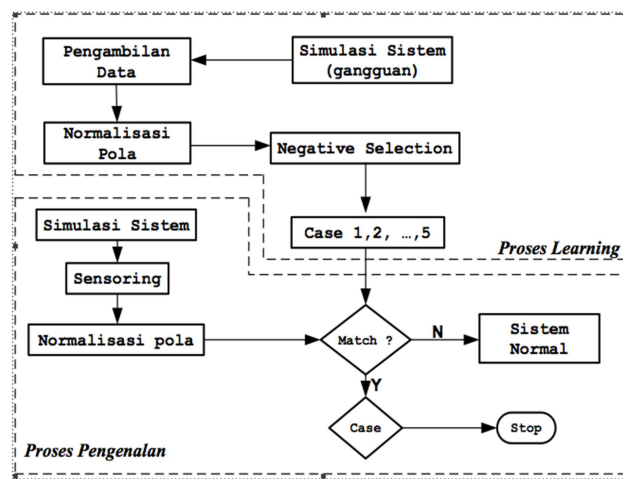 Pengambilan
Data
Simulasi Sistem
(gangguan)
Normalisasi
Pola
Negative Selection
Case 1,2, …,5
Proses Learning
Simulasi Sistem
Sensoring
Normalisasi pola
Match ?
N
Sistem
Normal
Y
Case
Stop
Proses Pengenalan